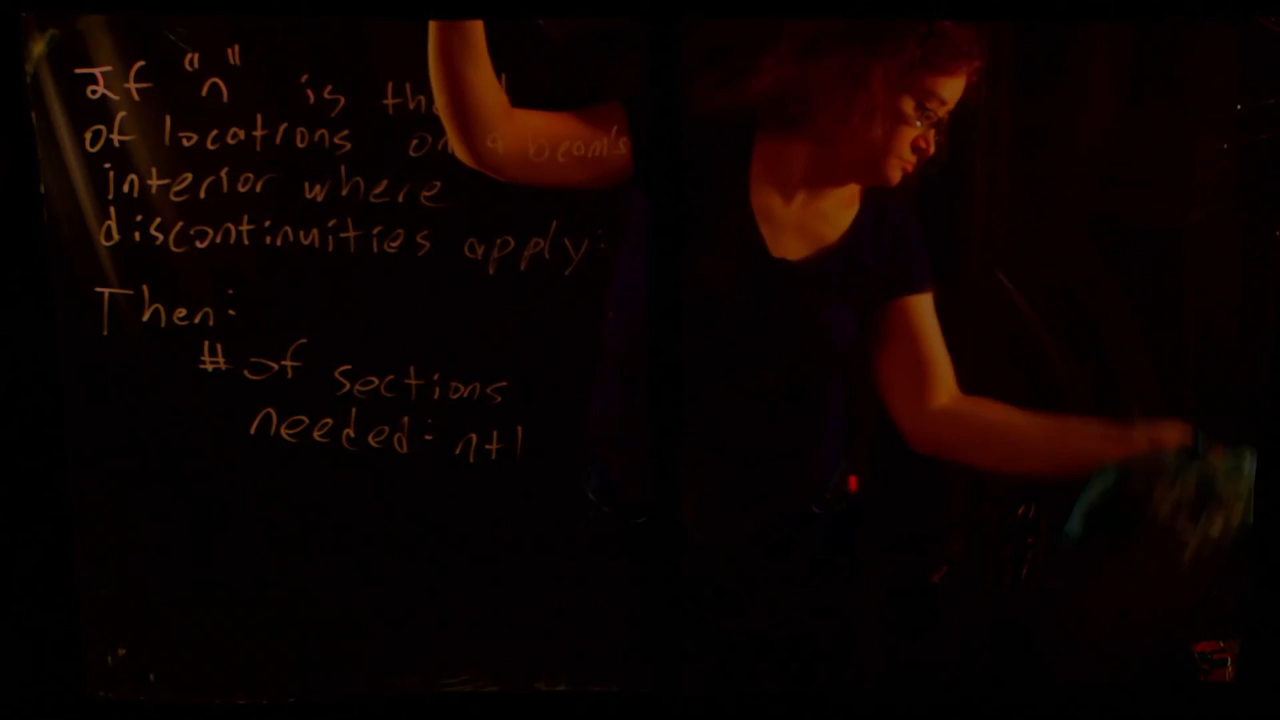 If "n" is the
of locations on a beam's
interior where
discontinuities apply:
Then:
# of sections
needed: n+1